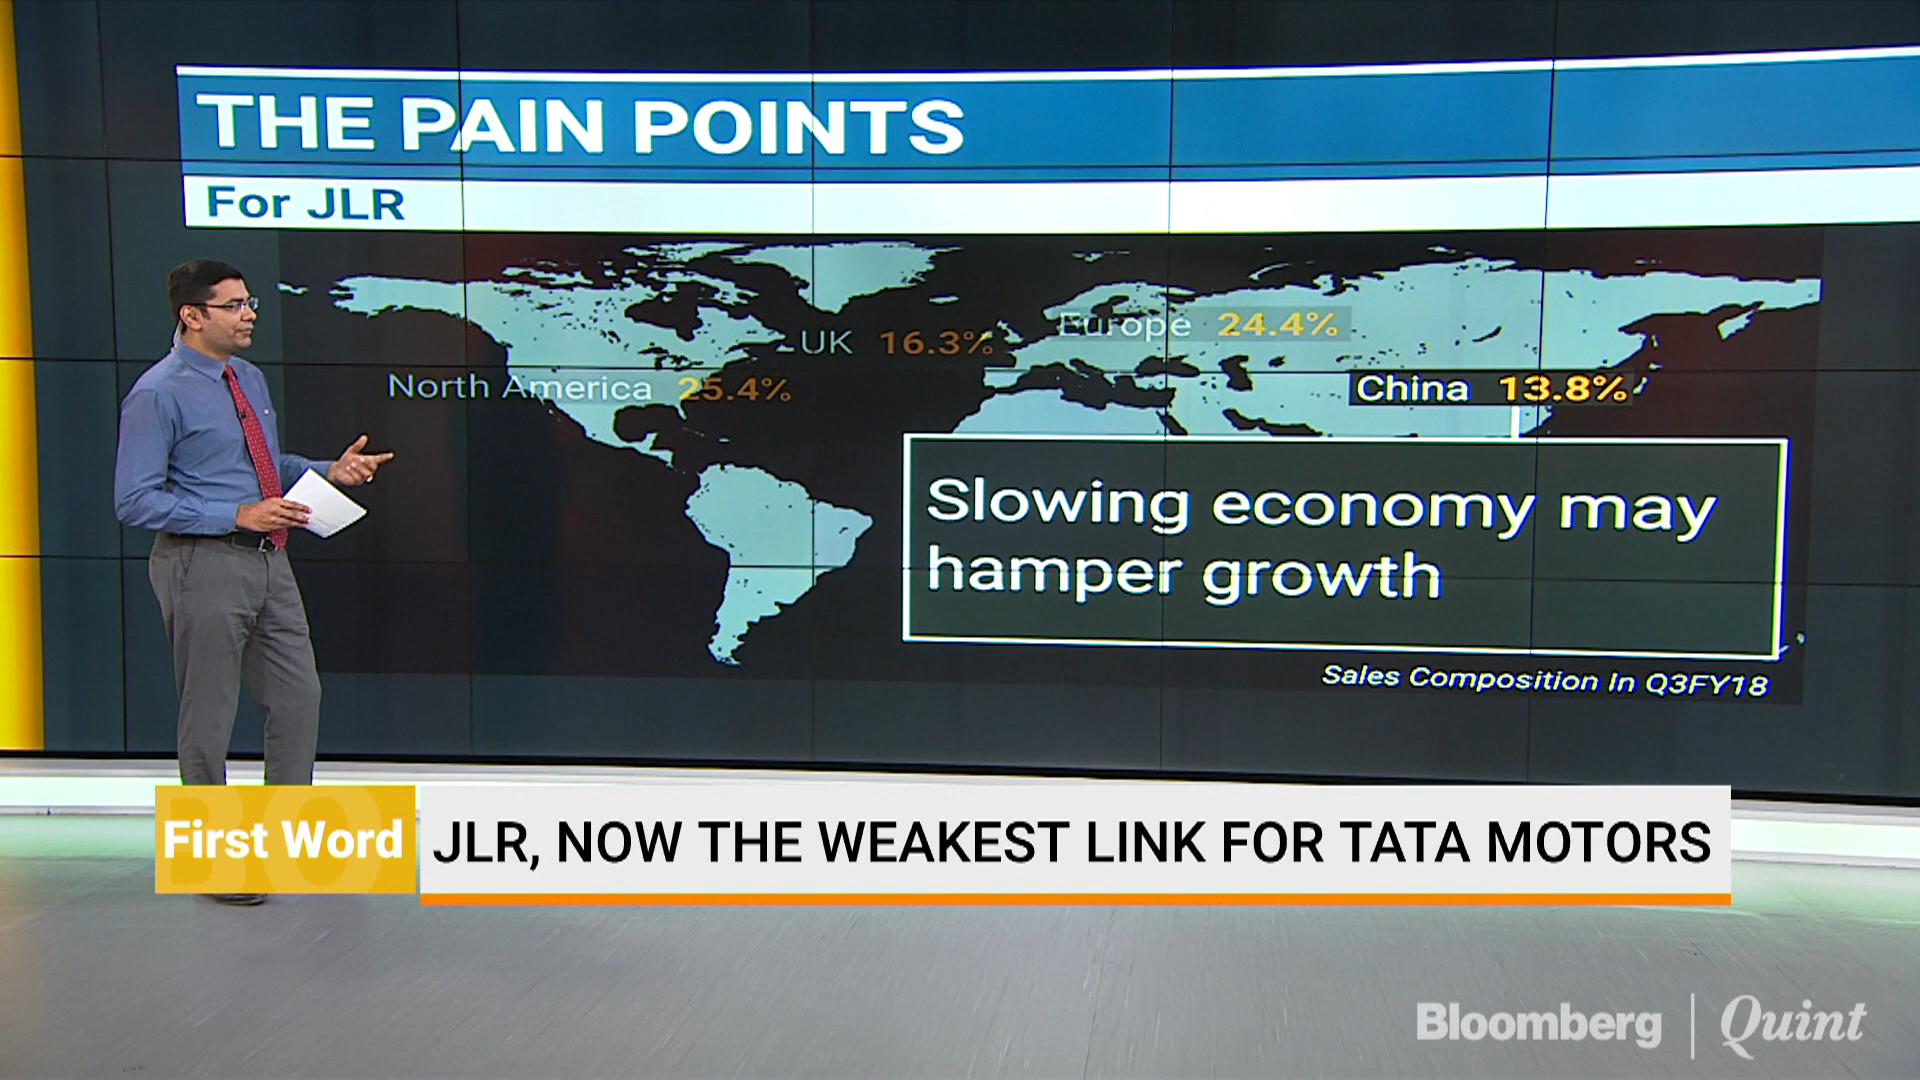 THE PAIN POINTS
For JLR
UK 16.3%
Europe 24.4%
North America 25.4%
China 13.8%
Slowing economy may
hamper growth
Sales Composition In Q3FY18
First Word
JLR, NOW THE WEAKEST LINK FOR TATA MOTORS
Bloomberg | Quint